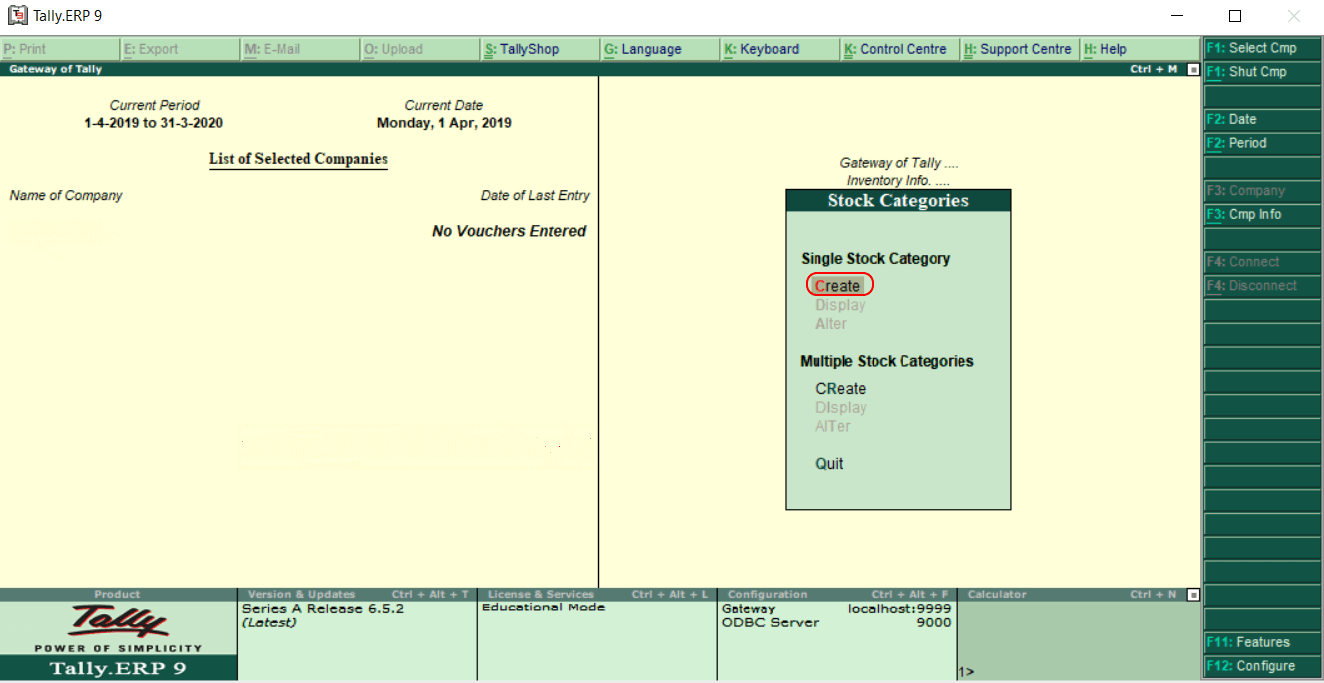 Tally.ERP 9
P: Print E: Export M: E-Mail O: Upload S: TallyShop G: Language K: Keyboard K: Control Centre H: Support Centre H: Help
Gateway of Tally Ctrl + M
Current Period Current Date
1-4-2019 to 31-3-2020 Monday, 1 Apr, 2019
List of Selected Companies
Name of Company Date of Last Entry
No Vouchers Entered
Gateway of Tally ....
Inventory Info. ....
Stock Categories
Single Stock Category
Create
Display
Alter
Multiple Stock Categories
CReate
DIsplay
AlTer
Quit
F1: Select Cmp
F1: Shut Cmp
F2: Date
F2: Period
F3: Company
F3: Cmp Info
F4: Connect
F4: Disconnect
F11: Features
F12: Configure
Product
Tally
POWER OF SIMPLICITY
Tally.ERP 9
Version & Updates Ctrl + Alt + T
Series A Release 6.5.2
(Latest)
License & Services Ctrl + Alt + L
Educational Mode
Configuration Ctrl + Alt + F
Gateway localhost:9999
ODBC Server 9000
Calculator Ctrl + N
1>